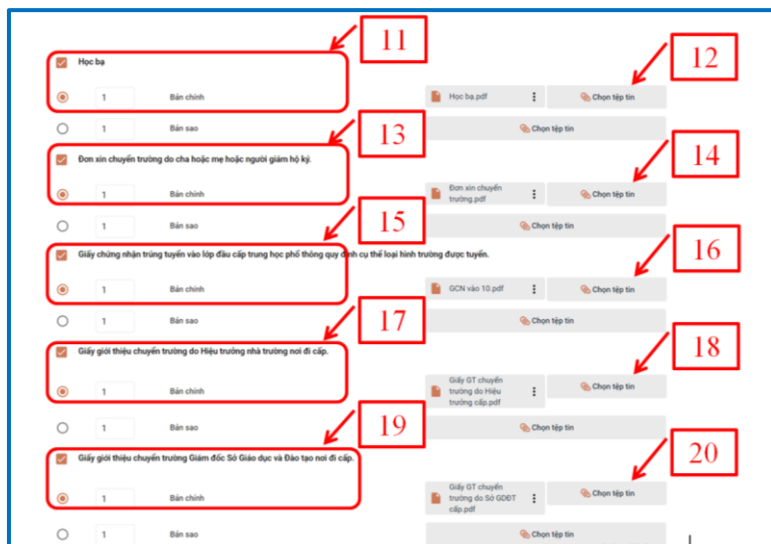 11
Học bạ
12
1 Bản chính Học bạ.pdf Chọn tệp tin
1 Bản sao Chọn tệp tin
13
Đơn xin chuyển trường do cha hoặc mẹ hoặc người giám hộ ký.
14
1 Bản chính Đơn xin chuyển trường.pdf Chọn tệp tin
1 Bản sao Chọn tệp tin
15
Giấy chứng nhận trúng tuyển vào lớp đầu cấp trung học phổ thông quy định cụ thể loại hình trường được tuyển.
16
1 Bản chính GCN vào 10.pdf Chọn tệp tin
1 Bản sao Chọn tệp tin
17
Giấy giới thiệu chuyển trường do Hiệu trưởng nhà trường nơi đi cấp.
18
1 Bản chính Giấy GT chuyển trường do Hiệu trưởng cấp.pdf Chọn tệp tin
1 Bản sao Chọn tệp tin
19
Giấy giới thiệu chuyển trường Giám đốc Sở Giáo dục và Đào tạo nơi đi cấp.
20
1 Bản chính Giấy GT chuyển trường do Sở GDĐT cấp.pdf Chọn tệp tin
1 Bản sao Chọn tệp tin